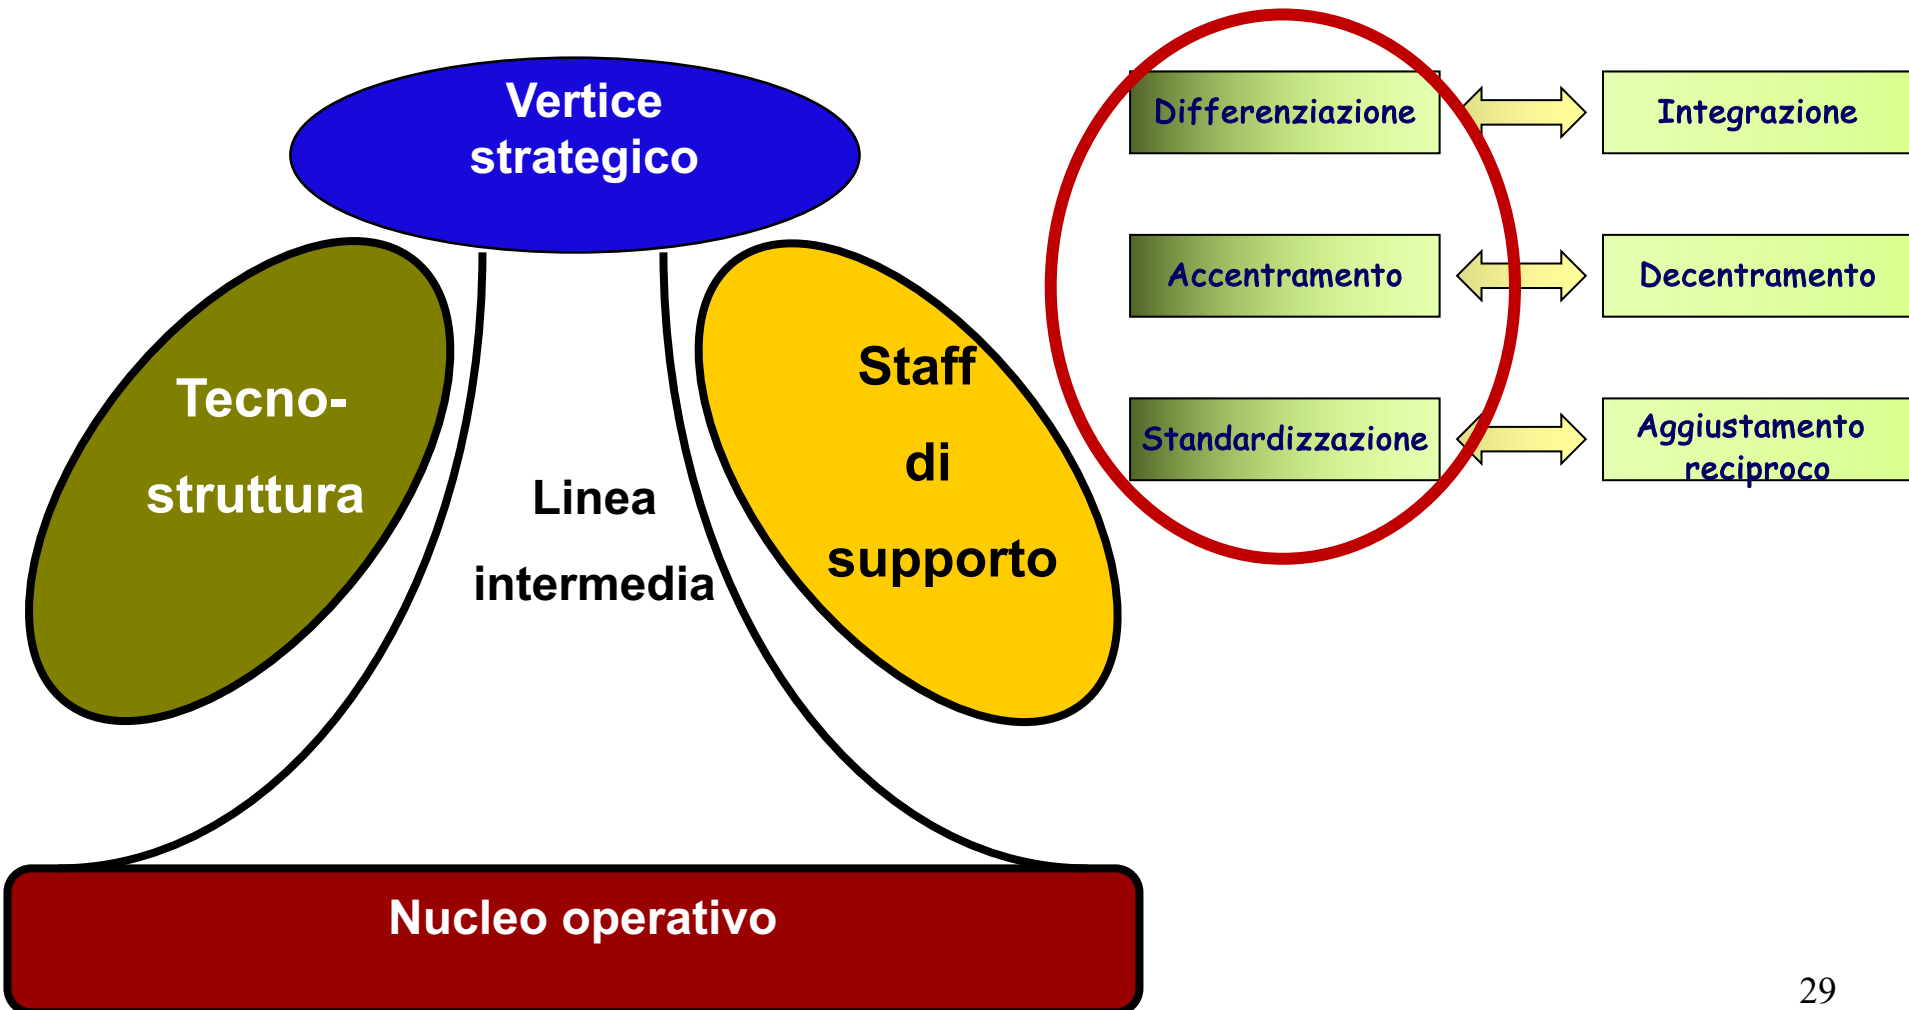 Vertice
strategico
Tecno-
struttura
Linea
intermedia
Staff
di
supporto
Nucleo operativo
Differenziazione
Integrazione
Accentramento
Decentramento
Standardizzazione
Aggiustamento
reciproco
29